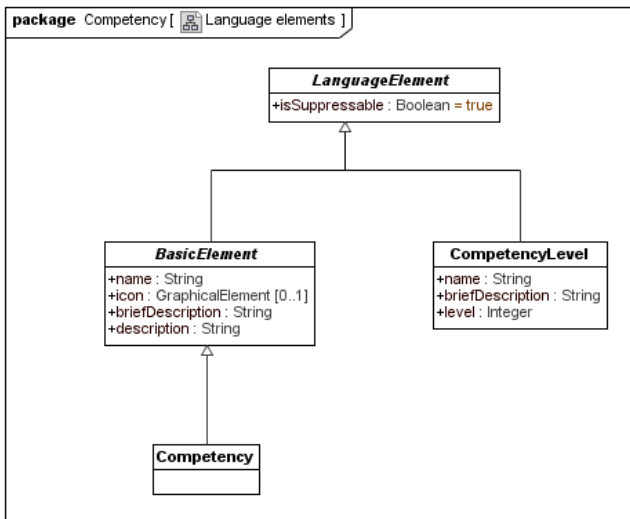 package Competency [ Language elements ]
LanguageElement
+isSuppressable : Boolean = true
BasicElement
+name : String
+icon : GraphicalElement [0..1]
+briefDescription : String
+description : String
CompetencyLevel
+name : String
+briefDescription : String
+level : Integer
Competency